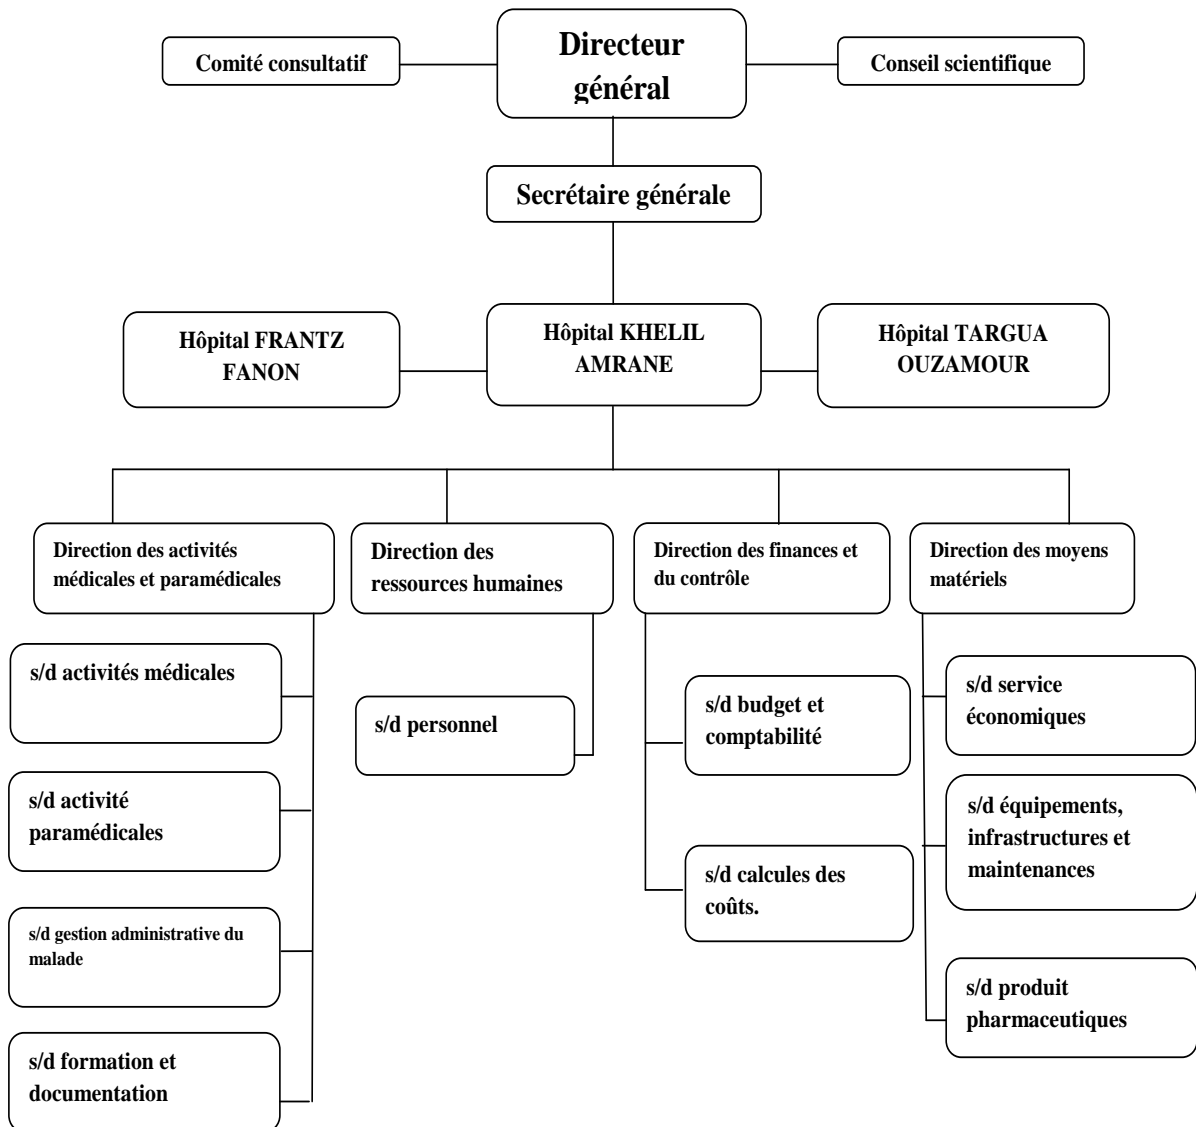 Directeur
général
Comité consultatif
Conseil scientifique
Secrétaire générale
Hôpital FRANTZ
FANON
Hôpital KHELIL
AMRANE
Hôpital TARGUA
OUZAMOUR
Direction des activités
médicales et paramédicales
Direction des
ressources humaines
Direction des finances et
du contrôle
Direction des moyens
matériels
s/d activités médicales
s/d activité
paramédicales
s/d gestion administrative du
malade
s/d formation et
documentation
s/d personnel
s/d budget et
comptabilité
s/d calcules des
coûts.
s/d service
économiques
s/d équipements,
infrastructures et
maintenances
s/d produit
pharmaceutiques